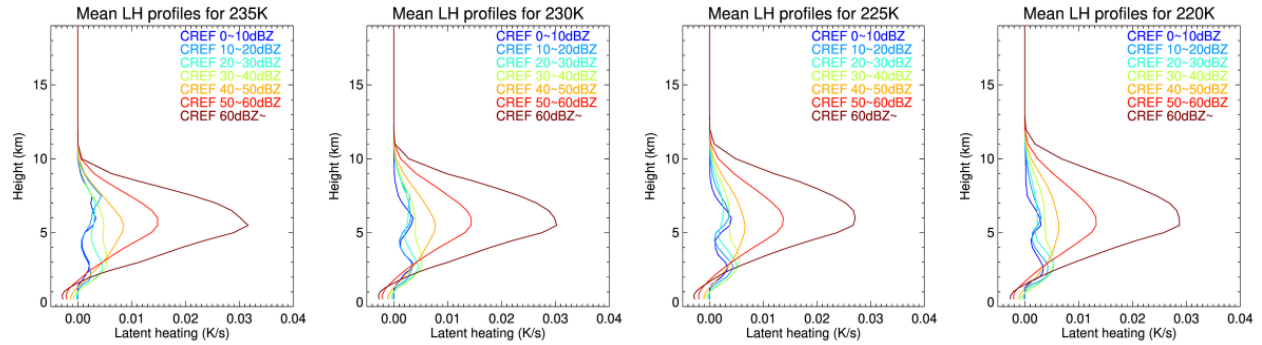 Mean LH profiles for 235K
CREF 0~10dBZ
CREF 10~20dBZ
CREF 20~30dBZ
CREF 30~40dBZ
CREF 40~50dBZ
CREF 50~60dBZ
CREF 60dBZ~
Height (km)
15
10
5
0
0.00 0.01 0.02 0.03 0.04
Latent heating (K/s)
Mean LH profiles for 230K
CREF 0~10dBZ
CREF 10~20dBZ
CREF 20~30dBZ
CREF 30~40dBZ
CREF 40~50dBZ
CREF 50~60dBZ
CREF 60dBZ~
Height (km)
15
10
5
0
0.00 0.01 0.02 0.03 0.04
Latent heating (K/s)
Mean LH profiles for 225K
CREF 0~10dBZ
CREF 10~20dBZ
CREF 20~30dBZ
CREF 30~40dBZ
CREF 40~50dBZ
CREF 50~60dBZ
CREF 60dBZ~
Height (km)
15
10
5
0
0.00 0.01 0.02 0.03 0.04
Latent heating (K/s)
Mean LH profiles for 220K
CREF 0~10dBZ
CREF 10~20dBZ
CREF 20~30dBZ
CREF 30~40dBZ
CREF 40~50dBZ
CREF 50~60dBZ
CREF 60dBZ~
Height (km)
15
10
5
0
0.00 0.01 0.02 0.03 0.04
Latent heating (K/s)